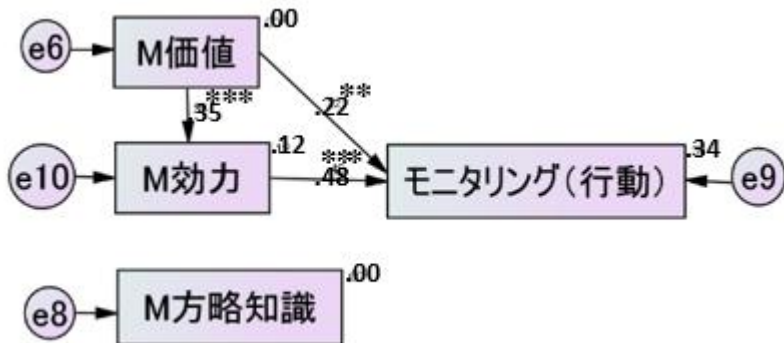 .00
e6
M価値
***
.35
**
.22
.12
e10
M効力
***
.48
モニタリング(行動)
.34
e9
.00
e8
M方略知識